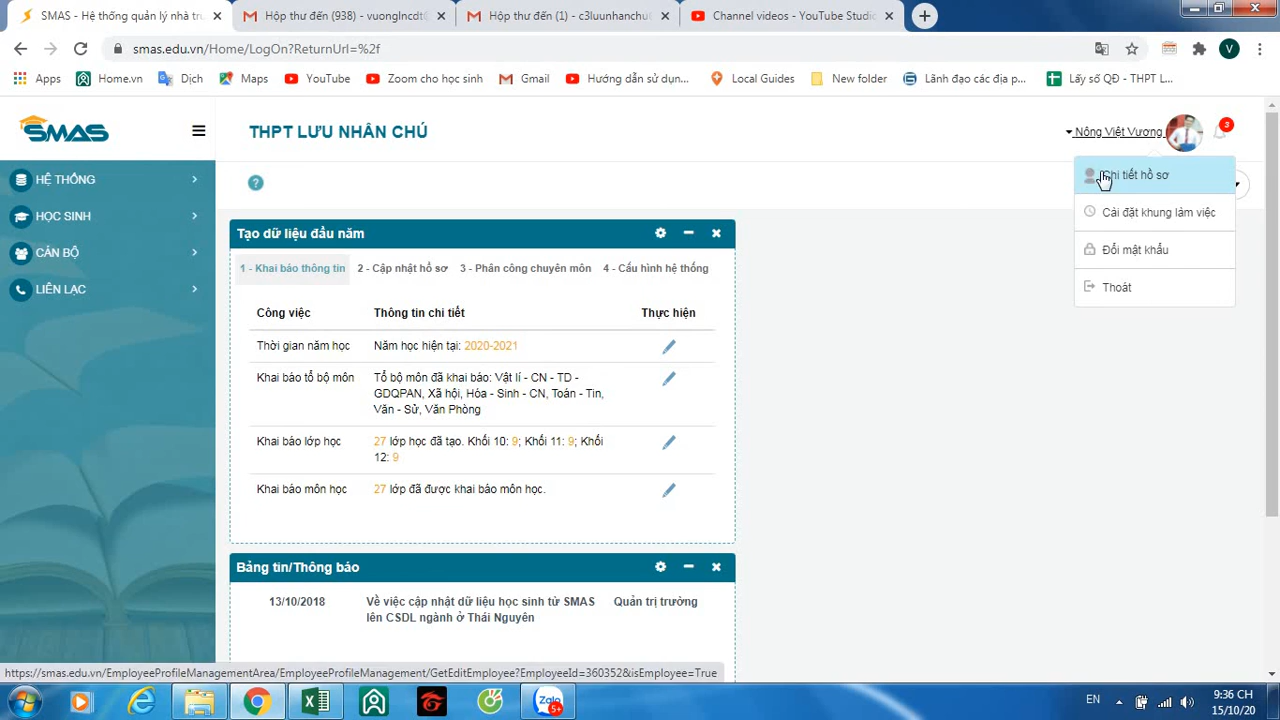 SMAS - Hệ thống quản lý nhà trư
Hộp thư đến (938) - vuonglncdt
Hộp thư đến - c3luunhanchut
Channel videos - YouTube Studio
smas.edu.vn/Home/LogOn?ReturnUrl=%2f
V
Apps
Home.vn
Dịch
Maps
YouTube
Zoom cho học sinh
Gmail
Hướng dẫn sử dụn...
Local Guides
New folder
Lãnh đạo các địa p...
Lấy số QĐ - THPT L...
SMAS
THPT LƯU NHÂN CHÚ
Nông Việt Vương
3
HỆ THỐNG
HỌC SINH
CÁN BỘ
LIÊN LẠC
?
Chi tiết hồ sơ
Cài đặt khung làm việc
Đổi mật khẩu
Thoát
Tạo dữ liệu đầu năm
1 - Khai báo thông tin
2 - Cập nhật hồ sơ
3 - Phân công chuyên môn
4 - Cấu hình hệ thống
Công việc
Thông tin chi tiết
Thực hiện
Thời gian năm học
Năm học hiện tại: 2020-2021
Khai báo tổ bộ môn
Tổ bộ môn đã khai báo: Vật lí - CN - TD -
GDQPAN, Xã hội, Hóa - Sinh - CN, Toán - Tin,
Văn - Sử, Văn Phòng
Khai báo lớp học
27 lớp học đã tạo. Khối 10: 9; Khối 11: 9; Khối
12: 9
Khai báo môn học
27 lớp đã được khai báo môn học.
Bảng tin/Thông báo
13/10/2018
Về việc cập nhật dữ liệu học sinh từ SMAS
lên CSDL ngành ở Thái Nguyên
Quản trị trường
https://smas.edu.vn/EmployeeProfileManagementArea/EmployeeProfileManagement/GetEditEmployee?EmployeeId=360352&isEmployee=True
Zalo
5+
EN
9:36 CH
15/10/20